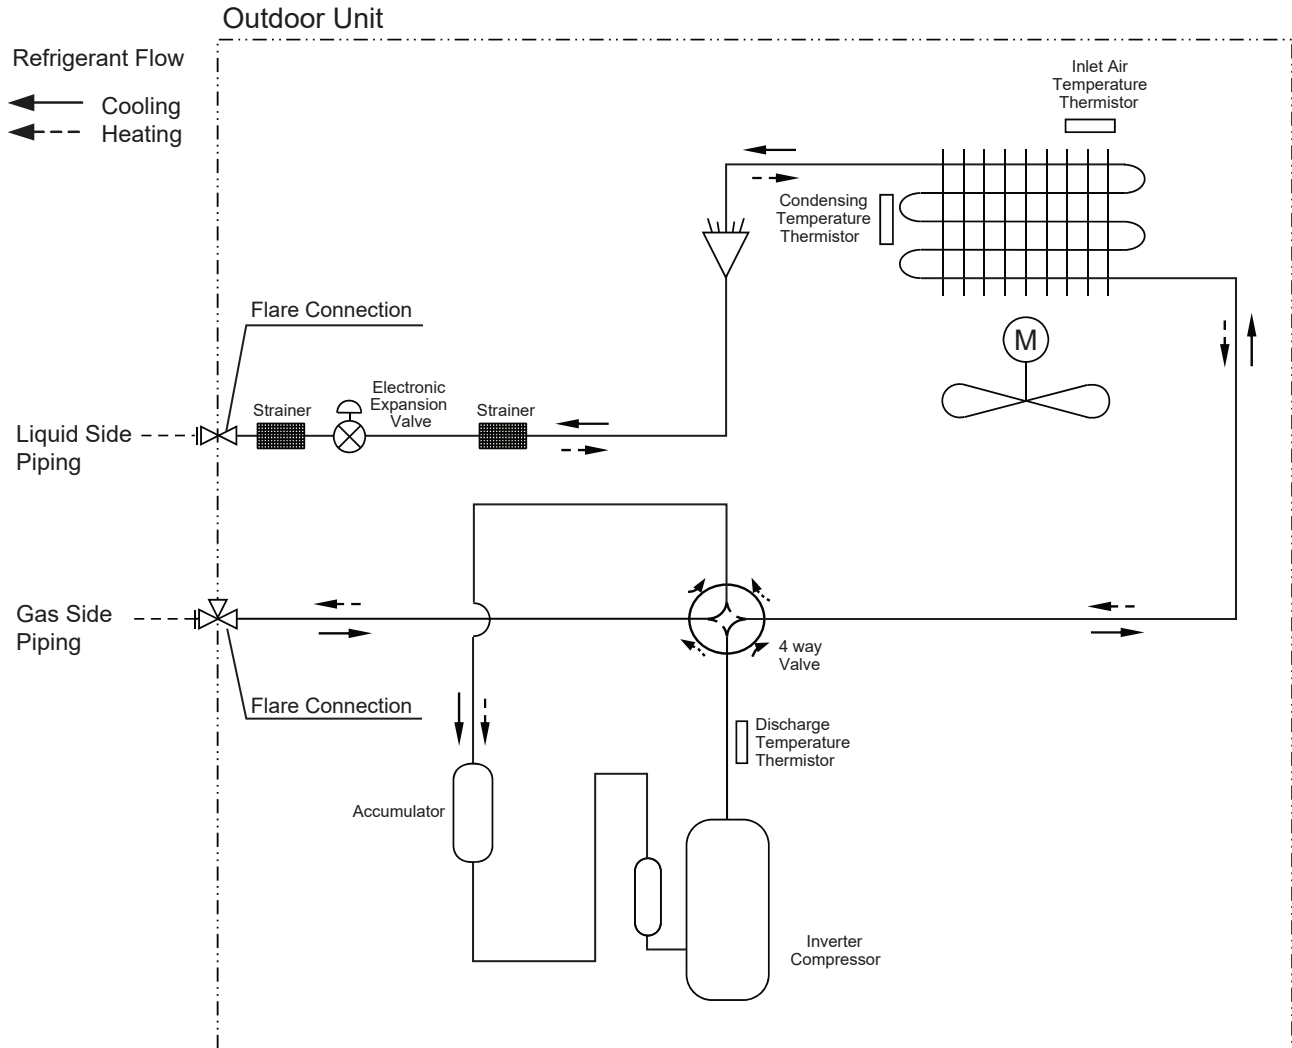 Outdoor Unit
Refrigerant Flow
Cooling
Heating
Inlet Air
Temperature
Thermistor
Condensing
Temperature
Thermistor
Flare Connection
M
Electronic
Expansion
Valve
Strainer
Strainer
Liquid Side
Piping
Gas Side
Piping
4 way
Valve
Flare Connection
Discharge
Temperature
Thermistor
Accumulator
Inverter
Compressor